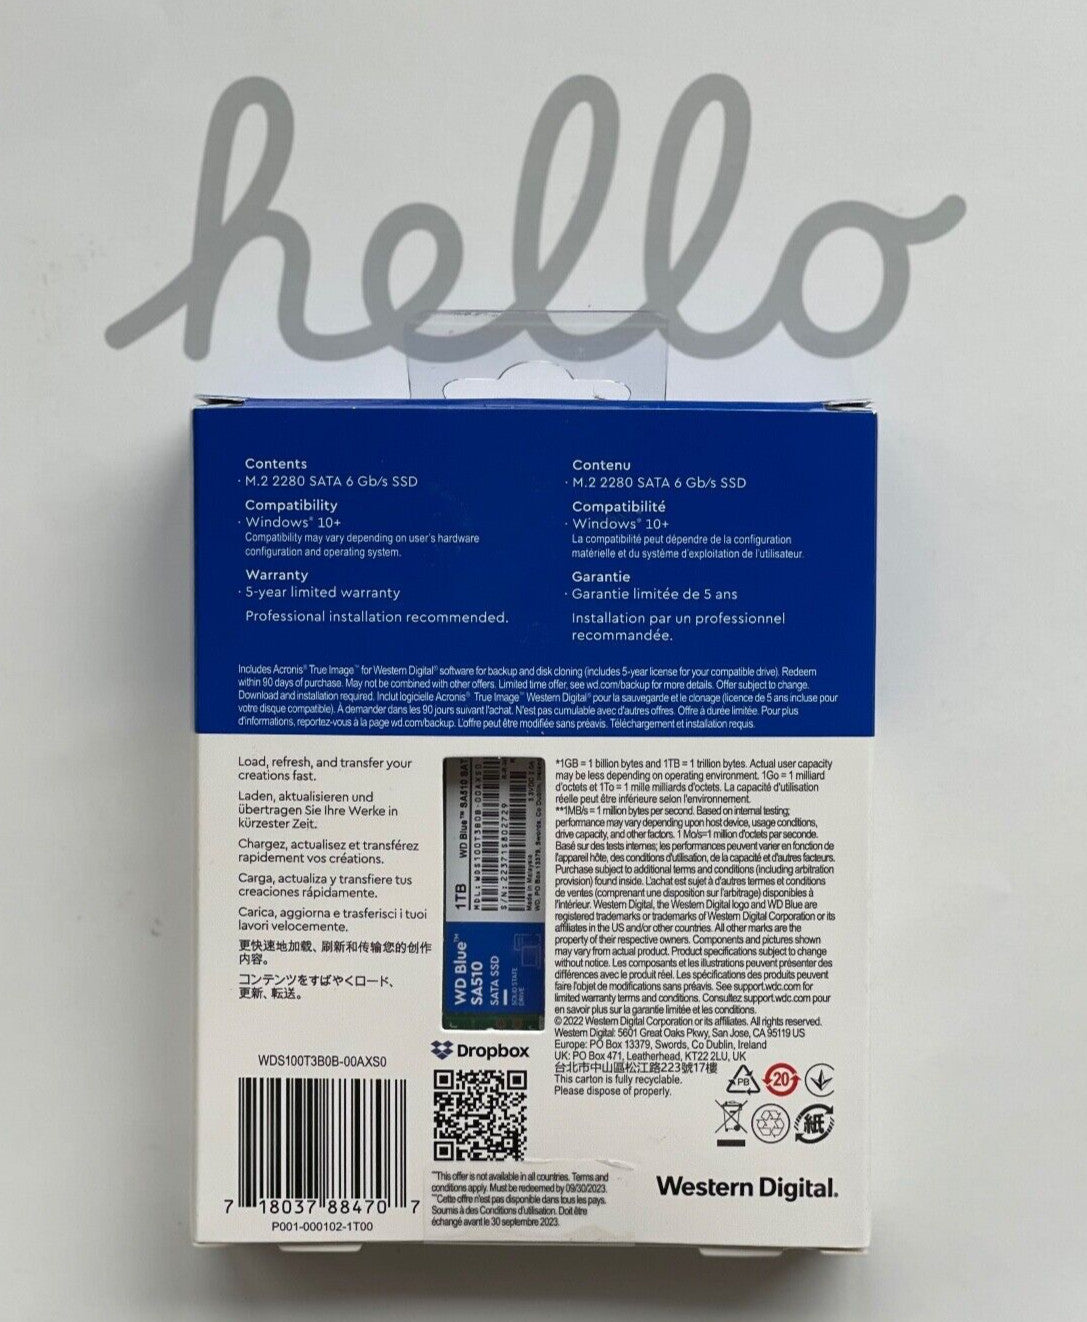 hello
Contents
· M.2 2280 SATA 6 Gb/s SSD
Compatibility
· Windows® 10+
Compatibility may vary depending on user's hardware
configuration and operating system.
Warranty
· 5-year limited warranty
Professional installation recommended.
Contenu
· M.2 2280 SATA 6 Gb/s SSD
Compatibilité
· Windows® 10+
La compatibilité peut dépendre de la configuration
matérielle et du système d'exploitation de l'utilisateur.
Garantie
· Garantie limitée de 5 ans
Installation par un professionnel
recommandée.
Includes Acronis® True Image™ for Western Digital® software for backup and disk cloning (includes 5-year license for your compatible drive). Redeem
within 90 days of purchase. May not be combined with other offers. Limited time offer, see wd.com/backup for more details. Offer subject to change.
Download and installation required. Inclut logicielle Acronis® True Image™ Western Digital® pour la sauvegarde et le clonage (licence de 5 ans incluse pour
votre disque compatible). À demander dans les 90 jours suivant l'achat. N'est pas cumulable avec d'autres offres. Offre à durée limitée. Pour plus
d'informations, reportez-vous à la page wd.com/backup. L'offre peut être modifiée sans préavis. Téléchargement et installation requis.
Load, refresh, and transfer your
creations fast.
Laden, aktualisieren und
übertragen Sie Ihre Werke in
kürzester Zeit.
Chargez, actualisez et transférez
rapidement vos créations.
Carga, actualiza y transfiere tus
creaciones rápidamente.
Carica, aggiorna e trasferisci i tuoi
lavori velocemente.
更快速地加载、刷新和传输您的创作
内容。
コンテンツをすばやくロード、
更新、転送。
WDS100T3B0B-00AXS0
7 18037 88470 7
P001-000102-1T00
1TB WD Blue™ SA510 SAT
MDL: WDS100T3B0B-00AXS0
S/N: 223715802729
Made in Malaysia
WD, PO Box 13379, Swords, Co Dublin
WD Blue™
SA510
SATA SSD
SOLID STATE
DRIVE
Dropbox
™This offer is not available in all countries. Terms and
conditions apply. Must be redeemed by 09/30/2023.
™Cette offre n'est pas disponible dans tous les pays.
Soumis à des Conditions d'utilisation. Doit être
échangé avant le 30 septembre 2023.
*1GB = 1 billion bytes and 1TB = 1 trillion bytes. Actual user capacity
may be less depending on operating environment. 1Go = 1 milliard
d'octets et 1To = 1 mille milliards d'octets. La capacité d'utilisation
réelle peut être inférieure selon l'environnement.
**1MB/s = 1 million bytes per second. Based on internal testing;
performance may vary depending upon host device, usage conditions,
drive capacity, and other factors. 1 Mo/s=1 million d'octets par seconde.
Basé sur des tests internes; les performances peuvent varier en fonction de
l'appareil hôte, des conditions d'utilisation, de la capacité et d'autres facteurs.
Purchase subject to additional terms and conditions (including arbitration
provision) found inside. L'achat est sujet à d'autres termes et conditions
de ventes (comprenant une disposition sur l'arbitrage) disponibles à
l'intérieur. Western Digital, the Western Digital logo and WD Blue are
registered trademarks or trademarks of Western Digital Corporation or its
affiliates in the US and/or other countries. All other marks are the
property of their respective owners. Components and pictures shown
may vary from actual product. Product specifications subject to change
without notice. Les composants et les illustrations peuvent présenter des
différences avec le produit réel. Les spécifications des produits peuvent
faire l'objet de modifications sans préavis. See support.wdc.com for
limited warranty terms and conditions. Consultez support.wdc.com pour
en savoir plus sur la garantie limitée et les conditions.
© 2022 Western Digital Corporation or its affiliates. All rights reserved.
Western Digital: 5601 Great Oaks Pkwy, San Jose, CA 95119 US
Europe: PO Box 13379, Swords, Co Dublin, Ireland
UK: PO Box 471, Leatherhead, KT22 2LU, UK
台北市中山區松江路223號17樓
This carton is fully recyclable.
Please dispose of properly.
PB
20
紙
Western Digital.